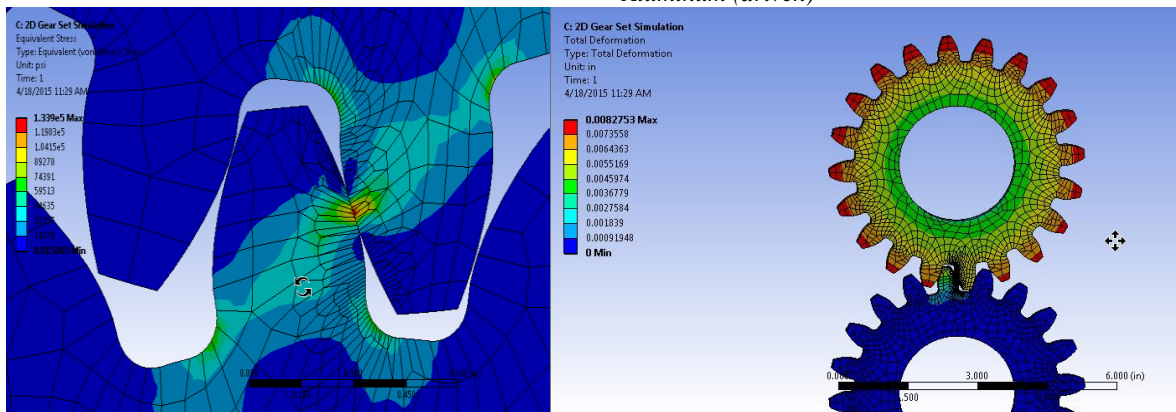 C: 2D Gear Set Simulation
Equivalent Stress
Unit: psi
Time: 1
4/18/2015 11:29 AM
1.339e5 Max
1.1903e5
1.0415e5
89270
74391
59513
Min
C: 2D Gear Set Simulation
Total Deformation
Type: Total Deformation
Unit: in
Time: 1
4/18/2015 11:29 AM
0.0082753 Max
0.0073558
0.0064363
0.0055169
0.0045974
0.0036779
0.0027584
0.001839
0.00091948
0 Min
3.000
6.000 (in)